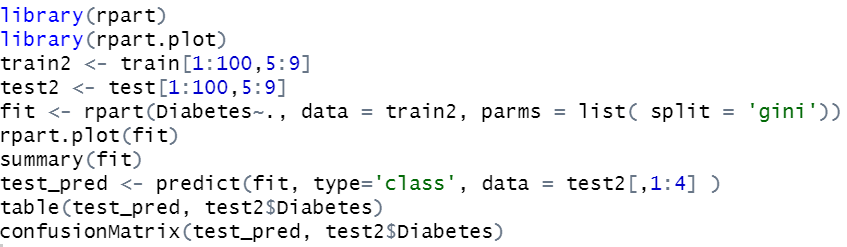 library(rpart)
library(rpart.plot)
train2 <- train[1:100,5:9]
test2 <- test[1:100,5:9]
fit <- rpart(Diabetes~., data = train2, parms = list( split = 'gini'))
rpart.plot(fit)
summary(fit)
test_pred <- predict(fit, type='class', data = test2[,1:4] )
table(test_pred, test2$Diabetes)
confusionMatrix(test_pred, test2$Diabetes)